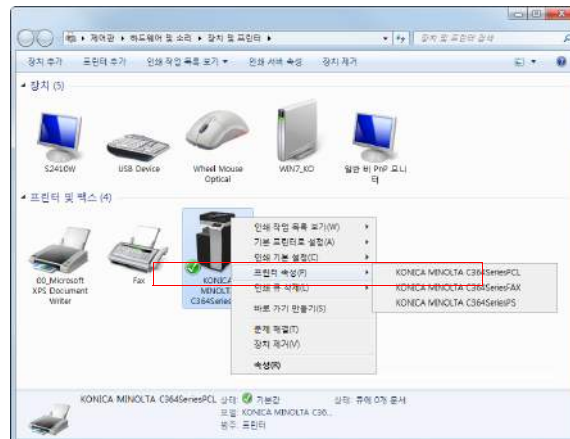 제어판 ▸ 하드웨어 및 소리 ▸ 장치 및 프린터 ▸
장치 및 프린터 검색
장치 추가 프린터 추가 인쇄 작업 목록 보기 ▼ 인쇄 서버 속성 장치 제거
장치 (5)
S2410W
USB Device
Wheel Mouse
Optical
WIN7_KO
일반 비 PnP 모니
터
프린터 및 팩스 (4)
00_Microsoft
XPS Document
Writer
Fax
KONICA
MINOLTA
C364Series
인쇄 작업 목록 보기(W)
기본 프린터로 설정(A)
인쇄 기본 설정(C)
프린터 속성(P)
인쇄 큐 삭제(L)
바로 가기 만들기(S)
문제 해결(T)
장치 제거(V)
속성(R)
KONICA MINOLTA C364SeriesPCL
KONICA MINOLTA C364SeriesFAX
KONICA MINOLTA C364SeriesPS
KONICA MINOLTA C364SeriesPCL 상태: 기본값 상태: 큐에 0개 문서
모델: KONICA MINOLTA C36...
범주: 프린터